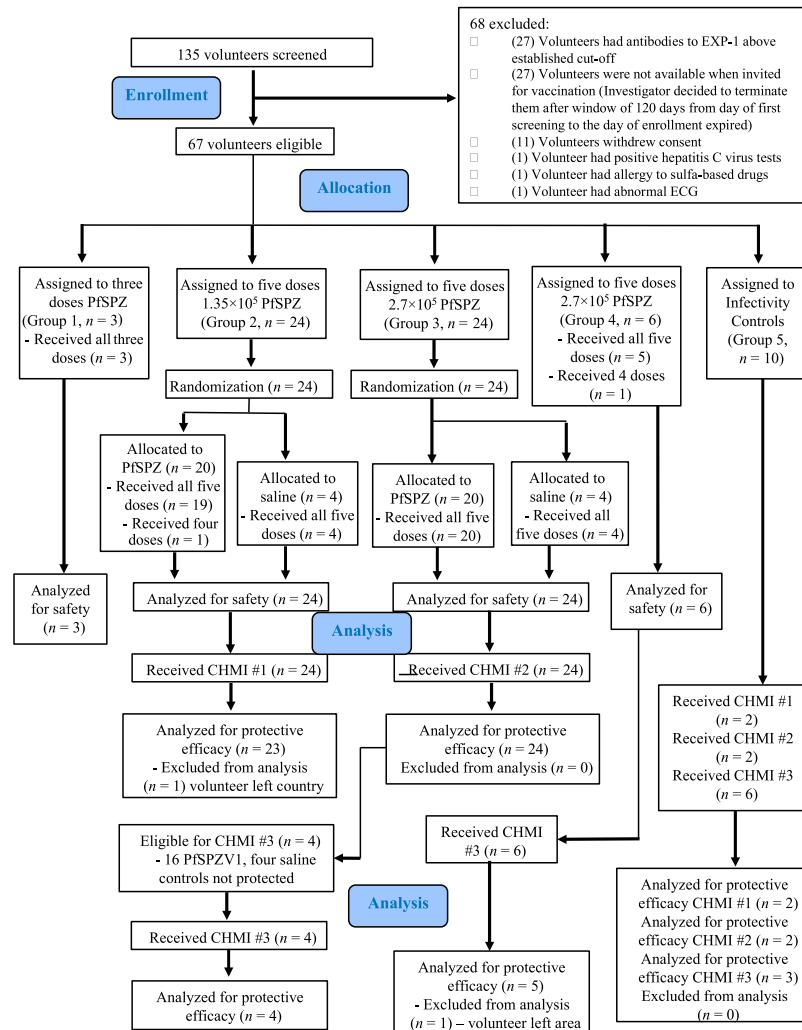 135 volunteers screened
68 excluded:
(27) Volunteers had antibodies to EXP-1 above
established cut-off
(27) Volunteers were not available when invited
for vaccination (Investigator decided to terminate
them after window of 120 days from day of first
screening to the day of enrollment expired)
(11) Volunteers withdrew consent
(1) Volunteer had positive hepatitis C virus tests
(1) Volunteer had allergy to sulfa-based drugs
(1) Volunteer had abnormal ECG
Enrollment
67 volunteers eligible
Allocation
Assigned to three
doses PfSPZ
(Group 1, n = 3)
- Received all three
doses (n = 3)
Assigned to five doses
1.35×10⁵ PfSPZ
(Group 2, n = 24)
Assigned to five doses
2.7×10⁵ PfSPZ
(Group 3, n = 24)
Assigned to five doses
2.7×10⁵ PfSPZ
(Group 4, n = 6)
- Received all five
doses (n = 5)
- Received 4 doses
(n = 1)
Assigned to
Infectivity
Controls
(Group 5,
n = 10)
Randomization (n = 24)
Randomization (n = 24)
Allocated to
PfSPZ (n = 20)
- Received all five
doses (n = 19)
- Received four
doses (n = 1)
Allocated to
saline (n = 4)
- Received all five
doses (n = 4)
Allocated to
PfSPZ (n = 20)
- Received all five
doses (n = 20)
Allocated to
saline (n = 4)
- Received all
five doses (n = 4)
Analyzed
for safety
(n = 3)
Analyzed for safety (n = 24)
Analyzed for safety (n = 24)
Analyzed for
safety (n = 6)
Analysis
Received CHMI #1 (n = 24)
Received CHMI #2 (n = 24)
Received CHMI #1
(n = 2)
Received CHMI #2
(n = 2)
Received CHMI #3
(n = 6)
Analyzed for protective
efficacy (n = 23)
- Excluded from analysis
(n = 1) volunteer left country
Analyzed for protective
efficacy (n = 24)
Excluded from analysis (n = 0)
Eligible for CHMI #3 (n = 4)
- 16 PfSPZV1, four saline
controls not protected
Received CHMI
#3 (n = 6)
Analysis
Received CHMI #3 (n = 4)
Analyzed for protective
efficacy (n = 4)
Analyzed for protective
efficacy (n = 5)
- Excluded from analysis
(n = 1) – volunteer left area
Analyzed for protective
efficacy CHMI #1 (n = 2)
Analyzed for protective
efficacy CHMI #2 (n = 2)
Analyzed for protective
efficacy CHMI #3 (n = 3)
Excluded from analysis
(n = 0)